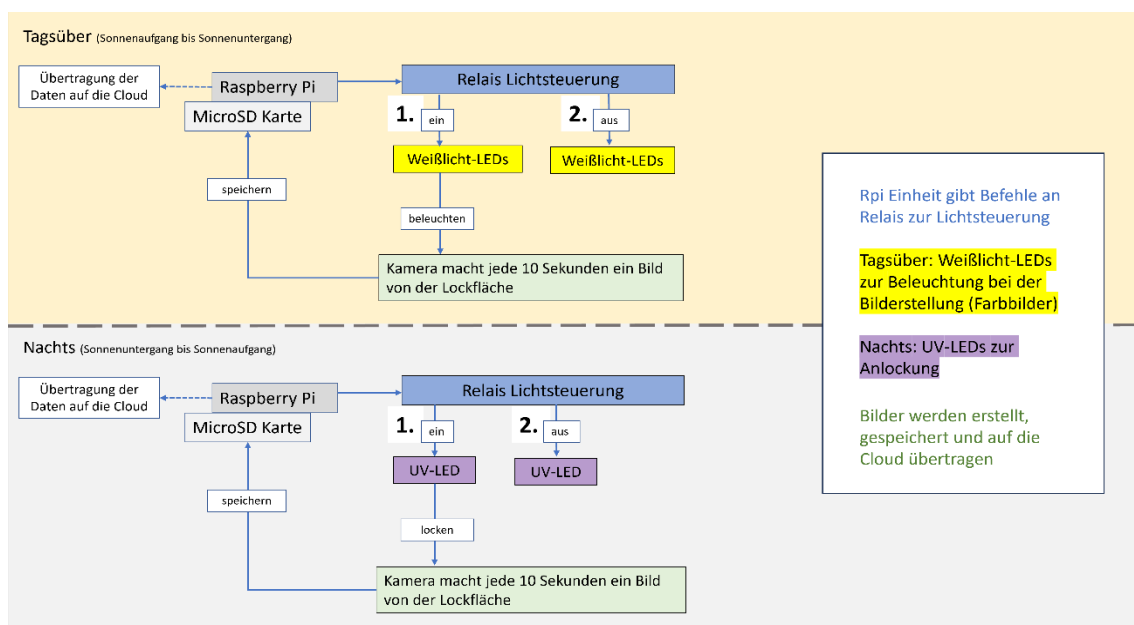 Tagsüber (Sonnenaufgang bis Sonnenuntergang)
Übertragung der
Daten auf die Cloud
Raspberry Pi
MicroSD Karte
Relais Lichtsteuerung
1.
ein
2.
aus
Weißlicht-LEDs
Weißlicht-LEDs
speichern
beleuchten
Kamera macht jede 10 Sekunden ein Bild
von der Lockfläche
Nachts (Sonnenuntergang bis Sonnenaufgang)
Übertragung der
Daten auf die Cloud
Raspberry Pi
MicroSD Karte
Relais Lichtsteuerung
1.
ein
2.
aus
UV-LED
UV-LED
speichern
locken
Kamera macht jede 10 Sekunden ein Bild
von der Lockfläche
Rpi Einheit gibt Befehle an
Relais zur Lichtsteuerung
Tagsüber: Weißlicht-LEDs
zur Beleuchtung bei der
Bilderstellung (Farbbilder)
Nachts: UV-LEDs zur
Anlockung
Bilder werden erstellt,
gespeichert und auf die
Cloud übertragen